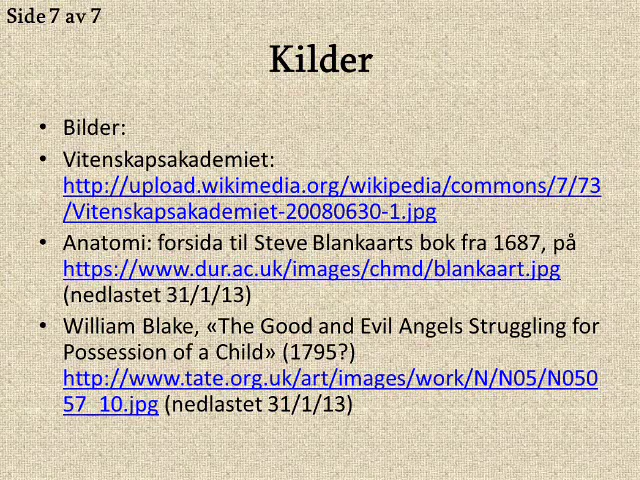 Side 7 av 7
Kilder
• Bilder:
• Vitenskapsakademiet:
http://upload.wikimedia.org/wikipedia/commons/7/73
/Vitenskapsakademiet-20080630-1.jpg
• Anatomi: forsida til Steve Blankaarts bok fra 1687, på
https://www.dur.ac.uk/images/chmd/blankaart.jpg
(nedlastet 31/1/13)
• William Blake, «The Good and Evil Angels Struggling for
Possession of a Child» (1795?)
http://www.tate.org.uk/art/images/work/N/N05/N050
57_10.jpg (nedlastet 31/1/13)